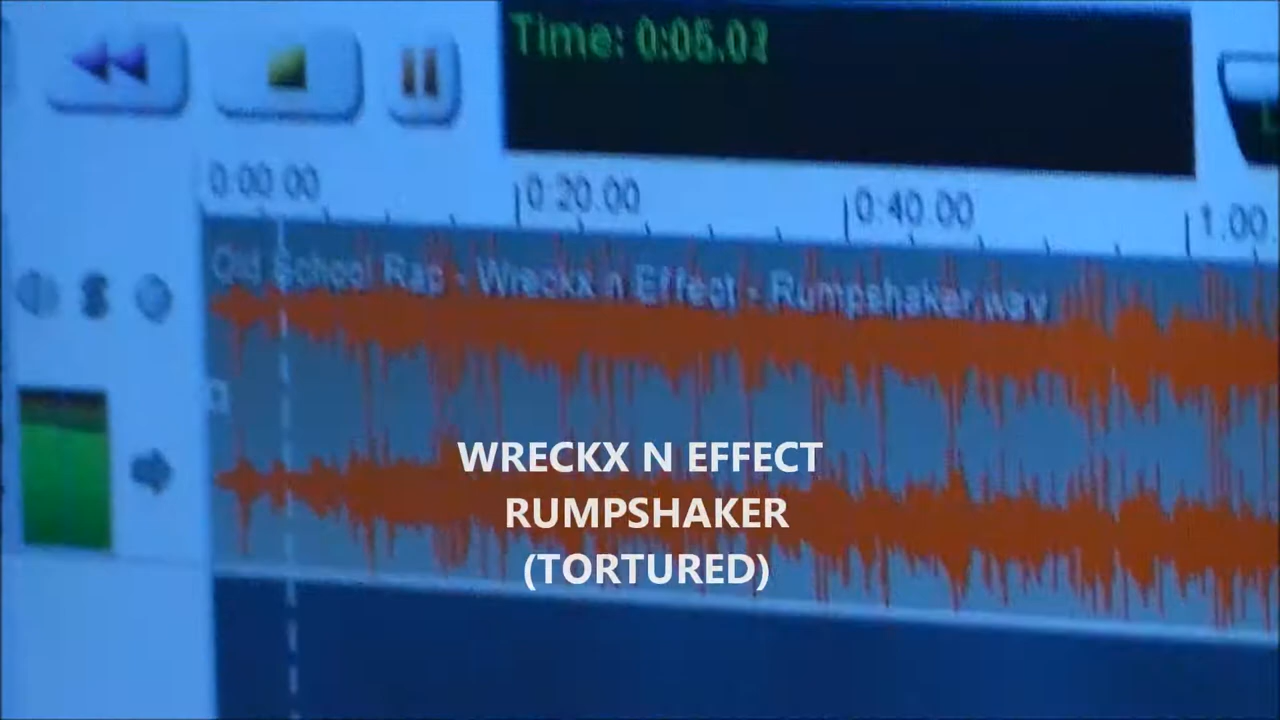 Time: 0:05.03
0:00.00
0:20.00
0:40.00
1:00.
Old School Rap - Wreckx n Effect - Rumpshaker.wav
S
WRECKX N EFFECT
RUMPSHAKER
(TORTURED)